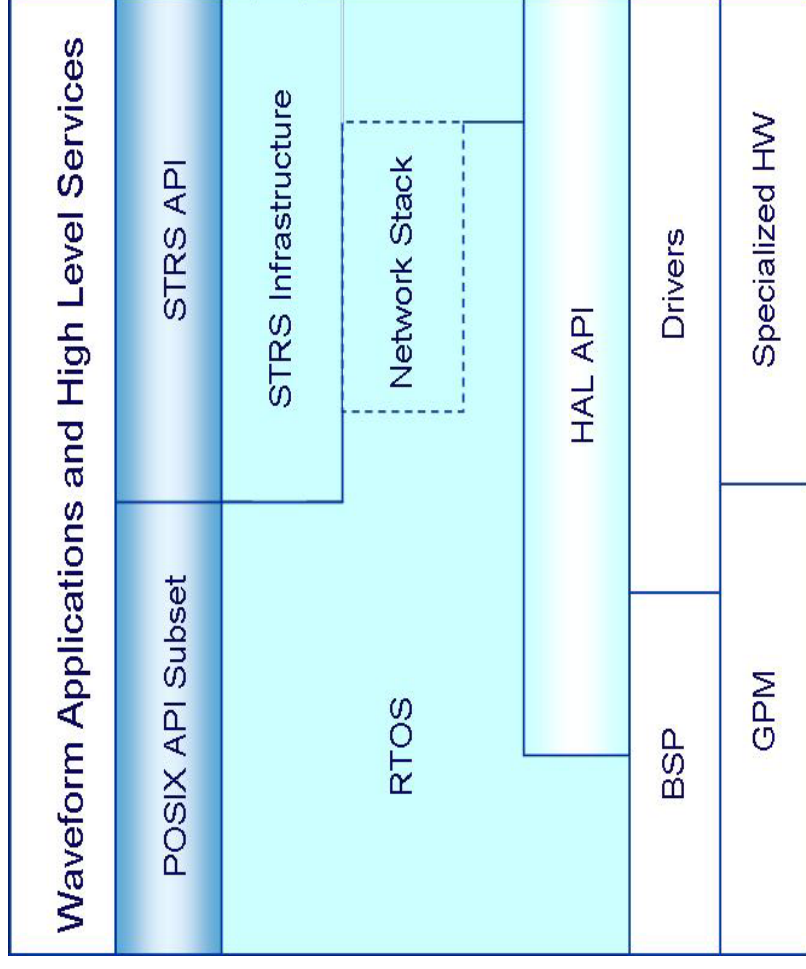 Waveform Applications and High Level Services
POSIX API Subset
STRS API
RTOS
STRS Infrastructure
Network Stack
HAL API
BSP
Drivers
GPM
Specialized HW